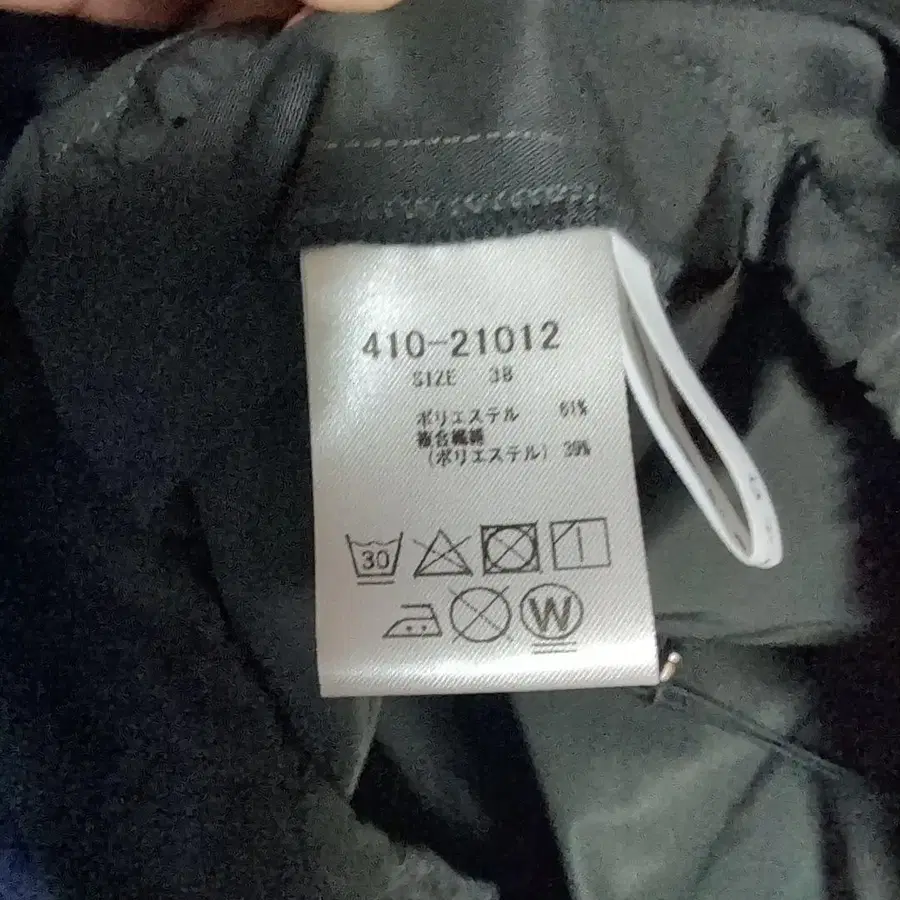 410-21012
SIZE 38
ポリエステル 61%
複合繊維
(ポリエステル) 39%
30
W